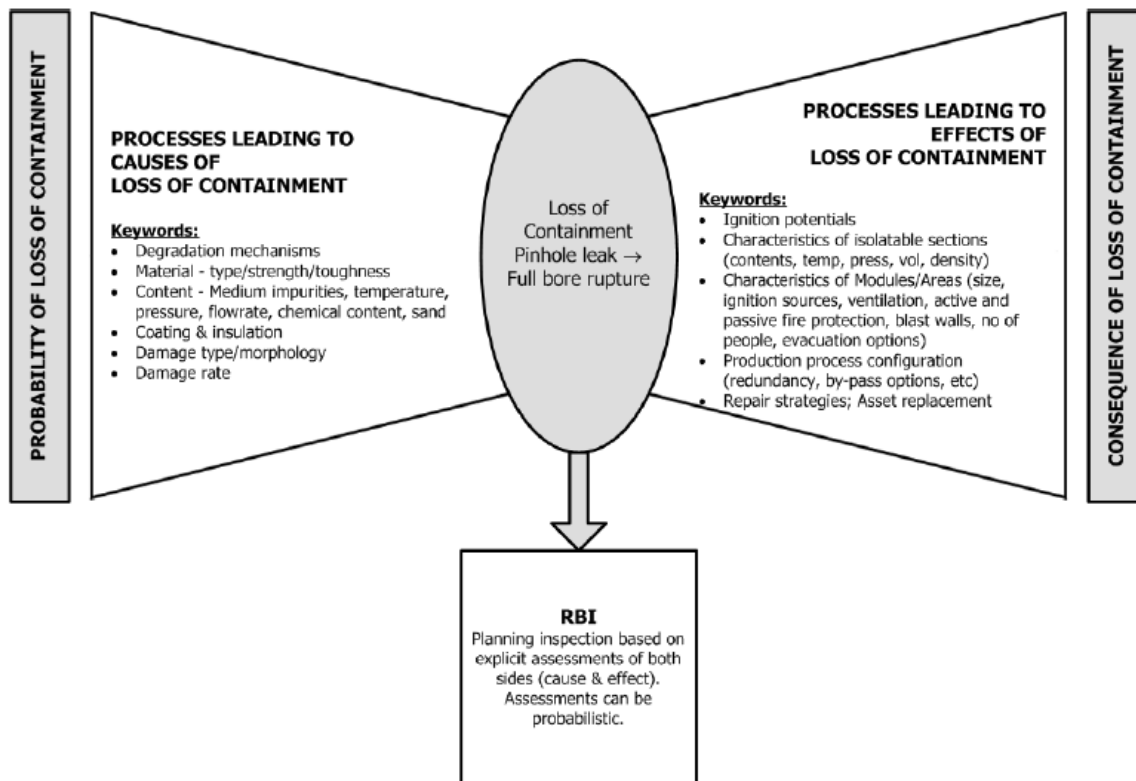 PROBABILITY OF LOSS OF CONTAINMENT
PROCESSES LEADING TO
CAUSES OF
LOSS OF CONTAINMENT
Keywords:
• Degradation mechanisms
• Material - type/strength/toughness
• Content - Medium impurities, temperature,
pressure, flowrate, chemical content, sand
• Coating & insulation
• Damage type/morphology
• Damage rate
Loss of
Containment
Pinhole leak →
Full bore rupture
PROCESSES LEADING TO
EFFECTS OF
LOSS OF CONTAINMENT
Keywords:
• Ignition potentials
• Characteristics of isolatable sections
(contents, temp, press, vol, density)
• Characteristics of Modules/Areas (size,
ignition sources, ventilation, active and
passive fire protection, blast walls, no of
people, evacuation options)
• Production process configuration
(redundancy, by-pass options, etc)
• Repair strategies; Asset replacement
CONSEQUENCE OF LOSS OF CONTAINMENT
RBI
Planning inspection based on
explicit assessments of both
sides (cause & effect).
Assessments can be
probabilistic.